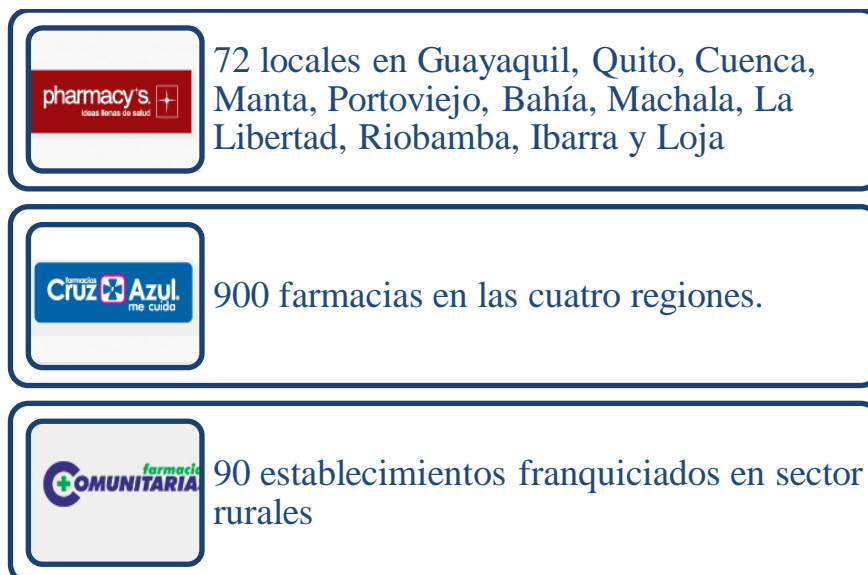 pharmacy's.
Ideas llenas de salud
72 locales en Guayaquil, Quito, Cuenca,
Manta, Portoviejo, Bahía, Machala, La
Libertad, Riobamba, Ibarra y Loja
farmacias
Cruz Azul.
me cuida
900 farmacias en las cuatro regiones.
farmacia
COMUNITARIA
90 establecimientos franquiciados en sector
rurales